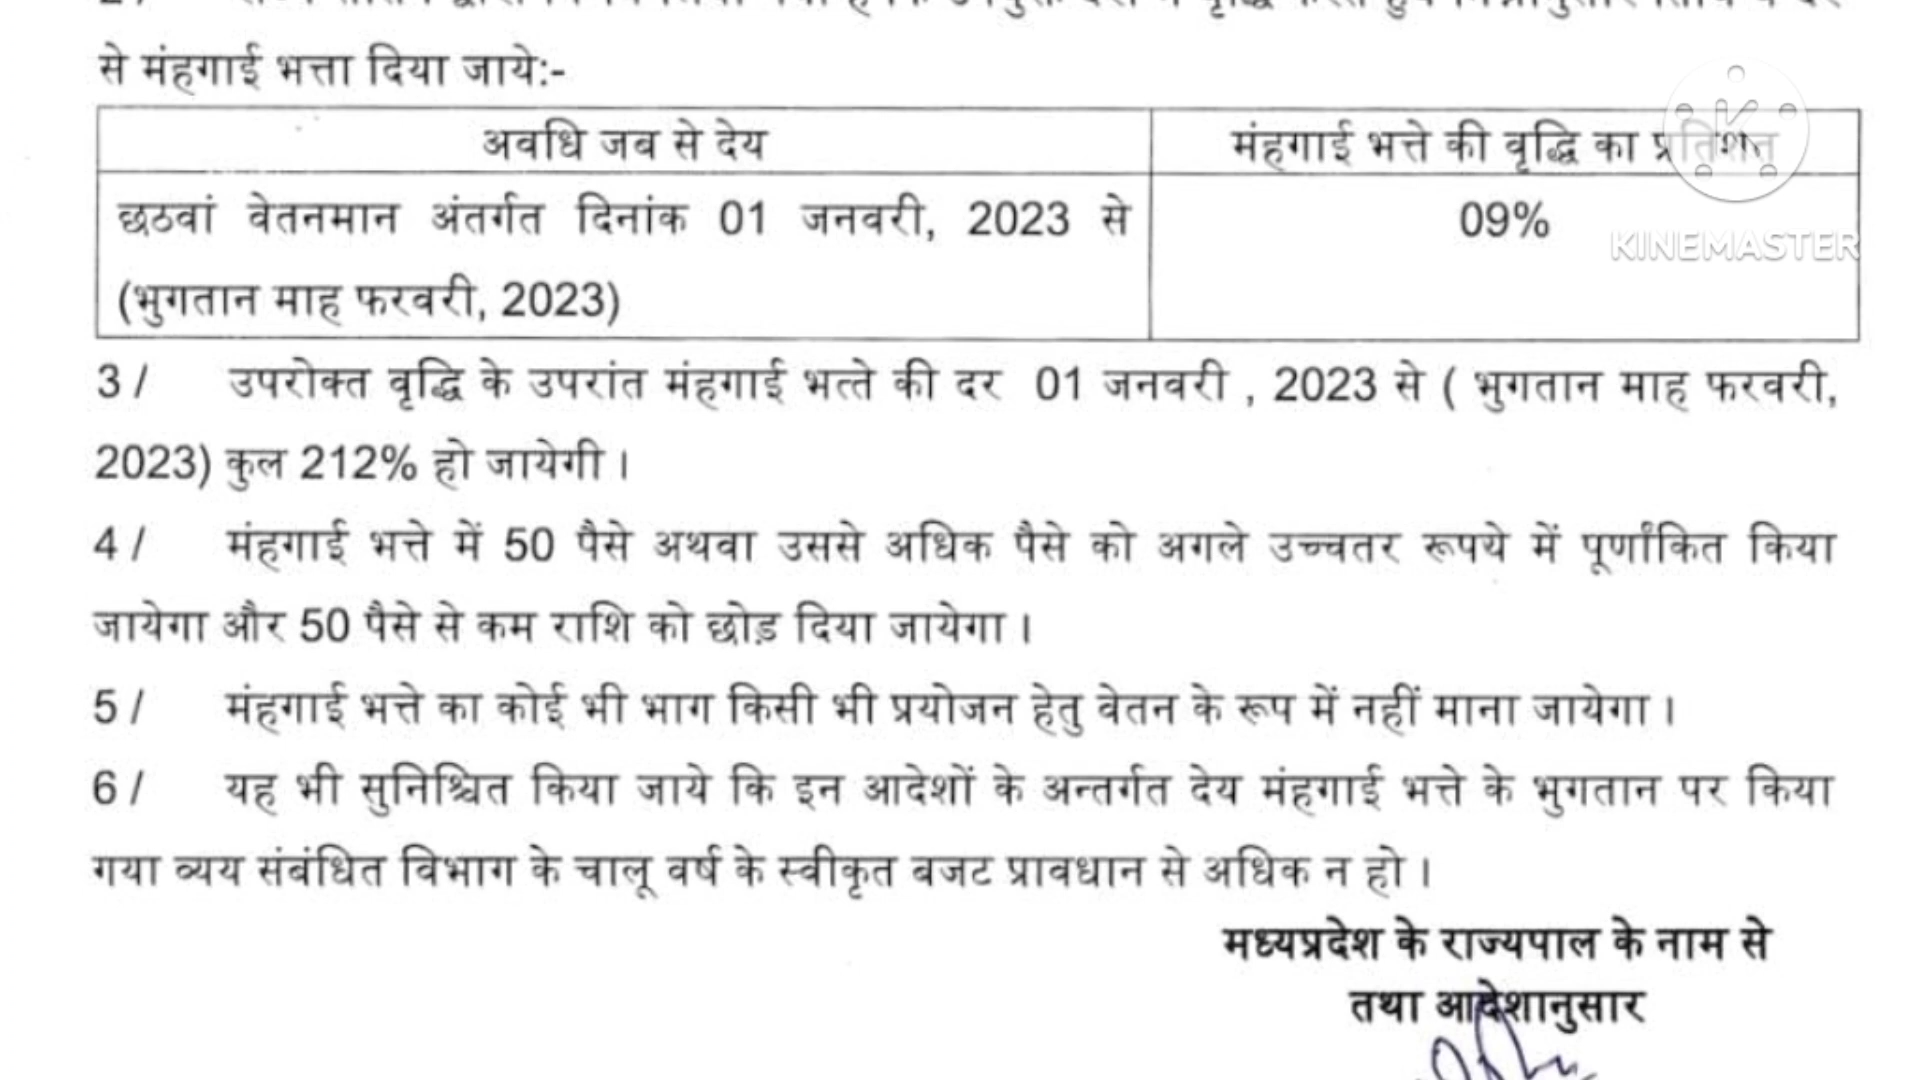 से मंहगाई भत्ता दिया जाये:-
अवधि जब से देय
मंहगाई भत्ते की वृद्धि का प्रतिशत
छठवां वेतनमान अंतर्गत दिनांक 01 जनवरी, 2023 से
(भुगतान माह फरवरी, 2023)
09%
KINEMASTER
3 / उपरोक्त वृद्धि के उपरांत मंहगाई भत्ते की दर 01 जनवरी , 2023 से ( भुगतान माह फरवरी,
2023) कुल 212% हो जायेगी।
4 / मंहगाई भत्ते में 50 पैसे अथवा उससे अधिक पैसे को अगले उच्चतर रूपये में पूर्णांकित किया
जायेगा और 50 पैसे से कम राशि को छोड़ दिया जायेगा।
5 / मंहगाई भत्ते का कोई भी भाग किसी भी प्रयोजन हेतु वेतन के रूप में नहीं माना जायेगा।
6 / यह भी सुनिश्चित किया जाये कि इन आदेशों के अन्तर्गत देय मंहगाई भत्ते के भुगतान पर किया
गया व्यय संबंधित विभाग के चालू वर्ष के स्वीकृत बजट प्रावधान से अधिक न हो।
मध्यप्रदेश के राज्यपाल के नाम से
तथा आदेशानुसार